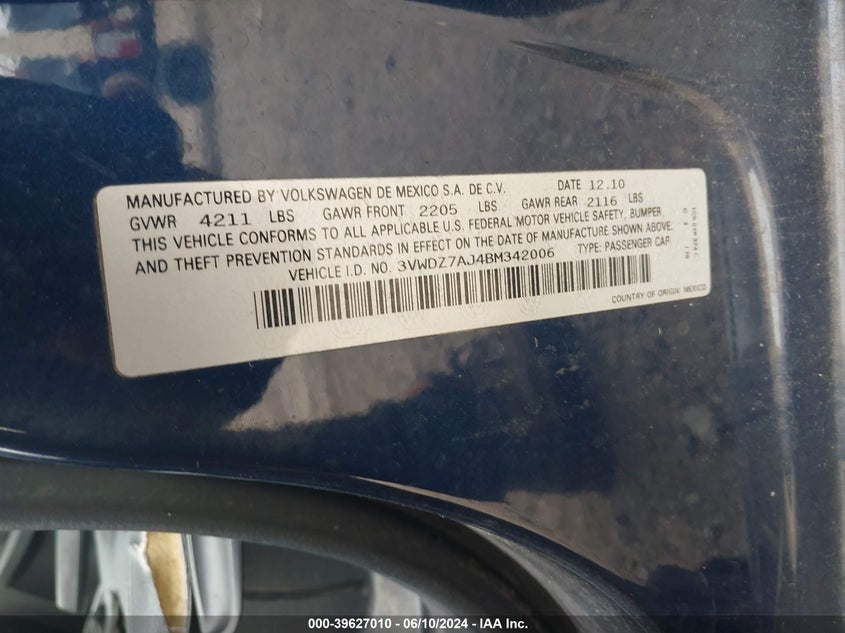 MANUFACTURED BY VOLKSWAGEN DE MEXICO S.A. DE C.V. DATE 12.10
GVWR 4211 LBS GAWR FRONT 2205 LBS GAWR REAR 2116 LBS
THIS VEHICLE CONFORMS TO ALL APPLICABLE U.S. FEDERAL MOTOR VEHICLE SAFETY, BUMPER
AND THEFT PREVENTION STANDARDS IN EFFECT ON THE DATE OF MANUFACTURE SHOWN ABOVE.
VEHICLE I.D. NO. 3VWDZ7AJ4BM342006 TYPE: PASSENGER CAR
COUNTRY OF ORIGIN: MEXICO
000-39627010 - 06/10/2024 - IAA Inc.